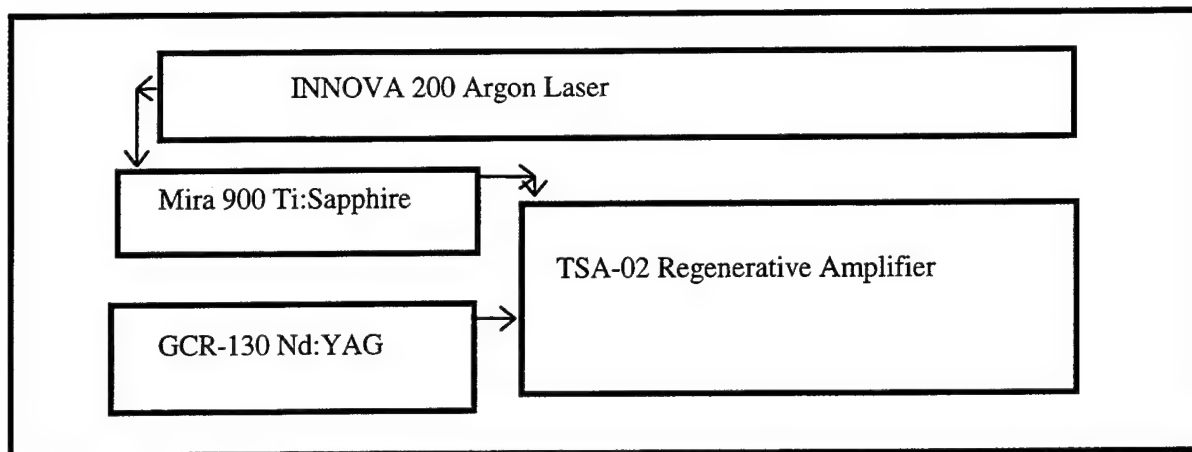 INNOVA 200 Argon Laser
Mira 900 Ti:Sapphire
TSA-02 Regenerative Amplifier
GCR-130 Nd:YAG